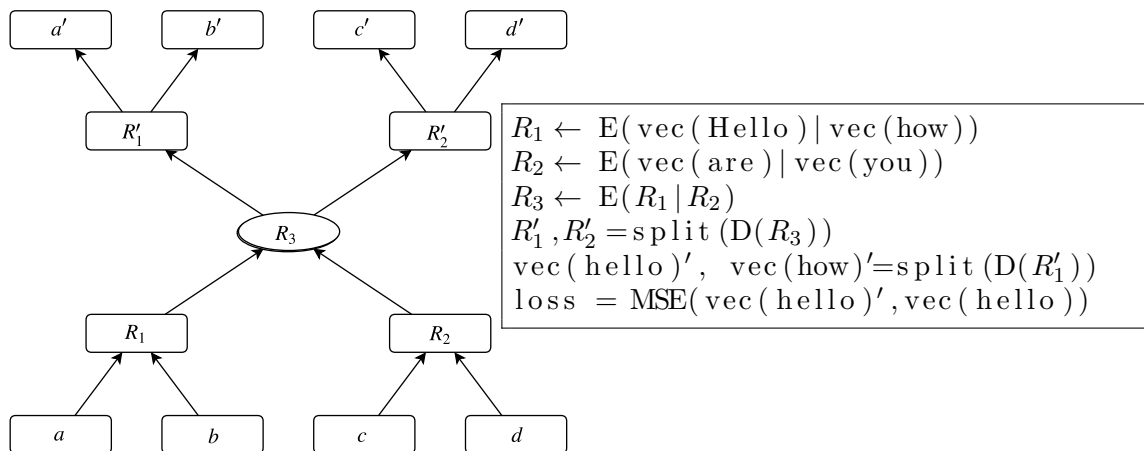 a′ b′ c′ d′
R′₁ R′₂
R₃
R₁ R₂
a b c d
R₁ ← E(vec(Hello)|vec(how))
R₂ ← E(vec(are)|vec(you))
R₃ ← E(R₁|R₂)
R′₁,R′₂=split(D(R₃))
vec(hello)′, vec(how)′=split(D(R′₁))
loss = MSE(vec(hello)′,vec(hello))